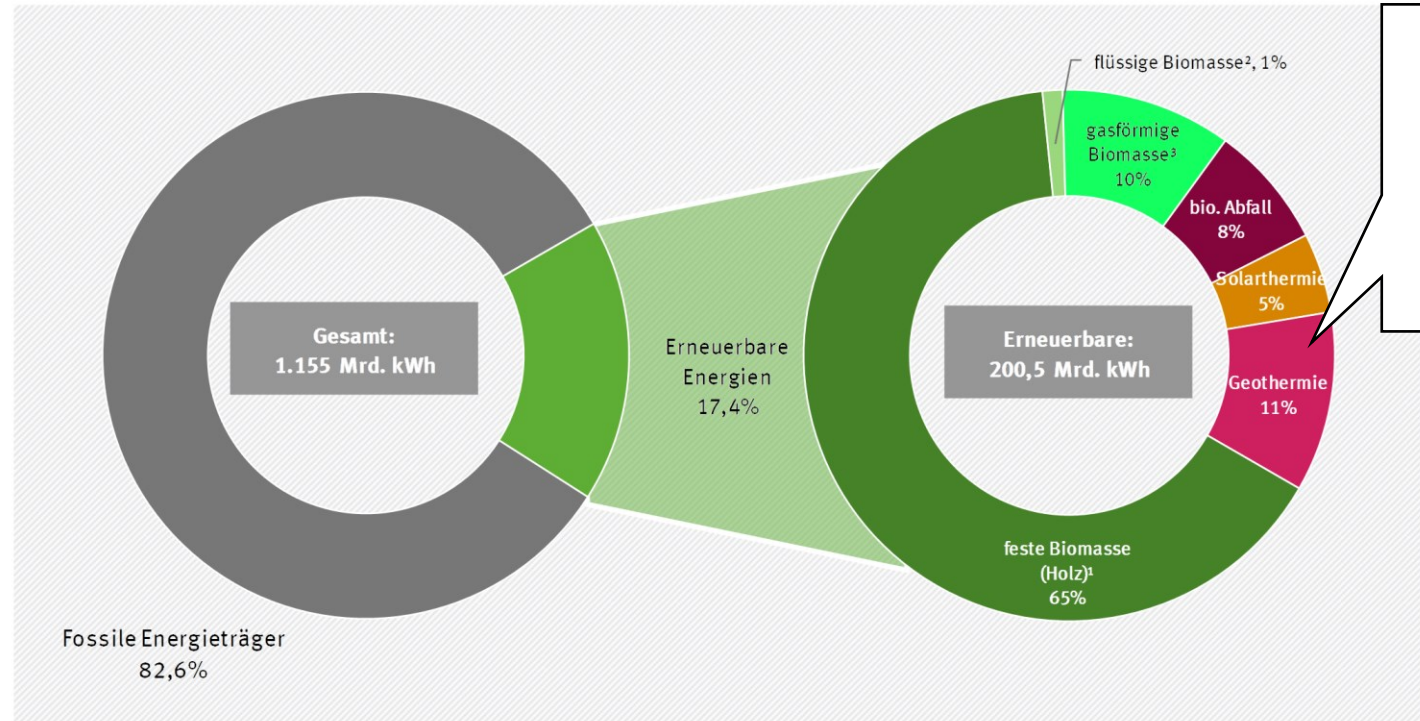 flüssige Biomasse², 1%
gasförmige
Biomasse³
10%
bio. Abfall
8%
Solarthermie
5%
Gesamt:
1.155 Mrd. kWh
Erneuerbare
Energien
17,4%
Erneuerbare:
200,5 Mrd. kWh
Geothermie
11%
feste Biomasse
(Holz)¹
65%
Fossile Energieträger
82,6%